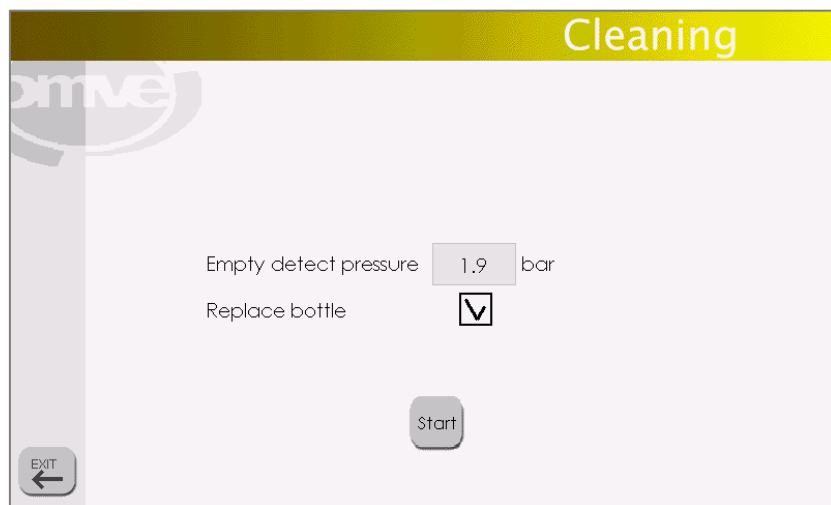 Cleaning
omve
Empty detect pressure 1.9 bar
Replace bottle
Start
EXIT